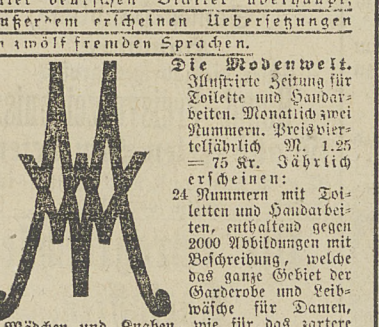 außerdem erscheinen Uebersetzungen
zwölf fremden Sprachen.
Die Modenwelt.
Illustrirte Zeitung für
Toilette und Handar-
beiten. Monatlich zwei
Nummern. Preis vier-
teljährlich M. 1.25
= 75 Kr. Jährlich
erscheinen:
24 Nummern mit Toi-
letten und Handarbei-
ten, enthaltend gegen
2000 Abbildungen mit
Beschreibung, welche
das ganze Gebiet der
Garderobe und Leib-
wäsche für Damen,
Mädchen und Knaben, wie für das zartere